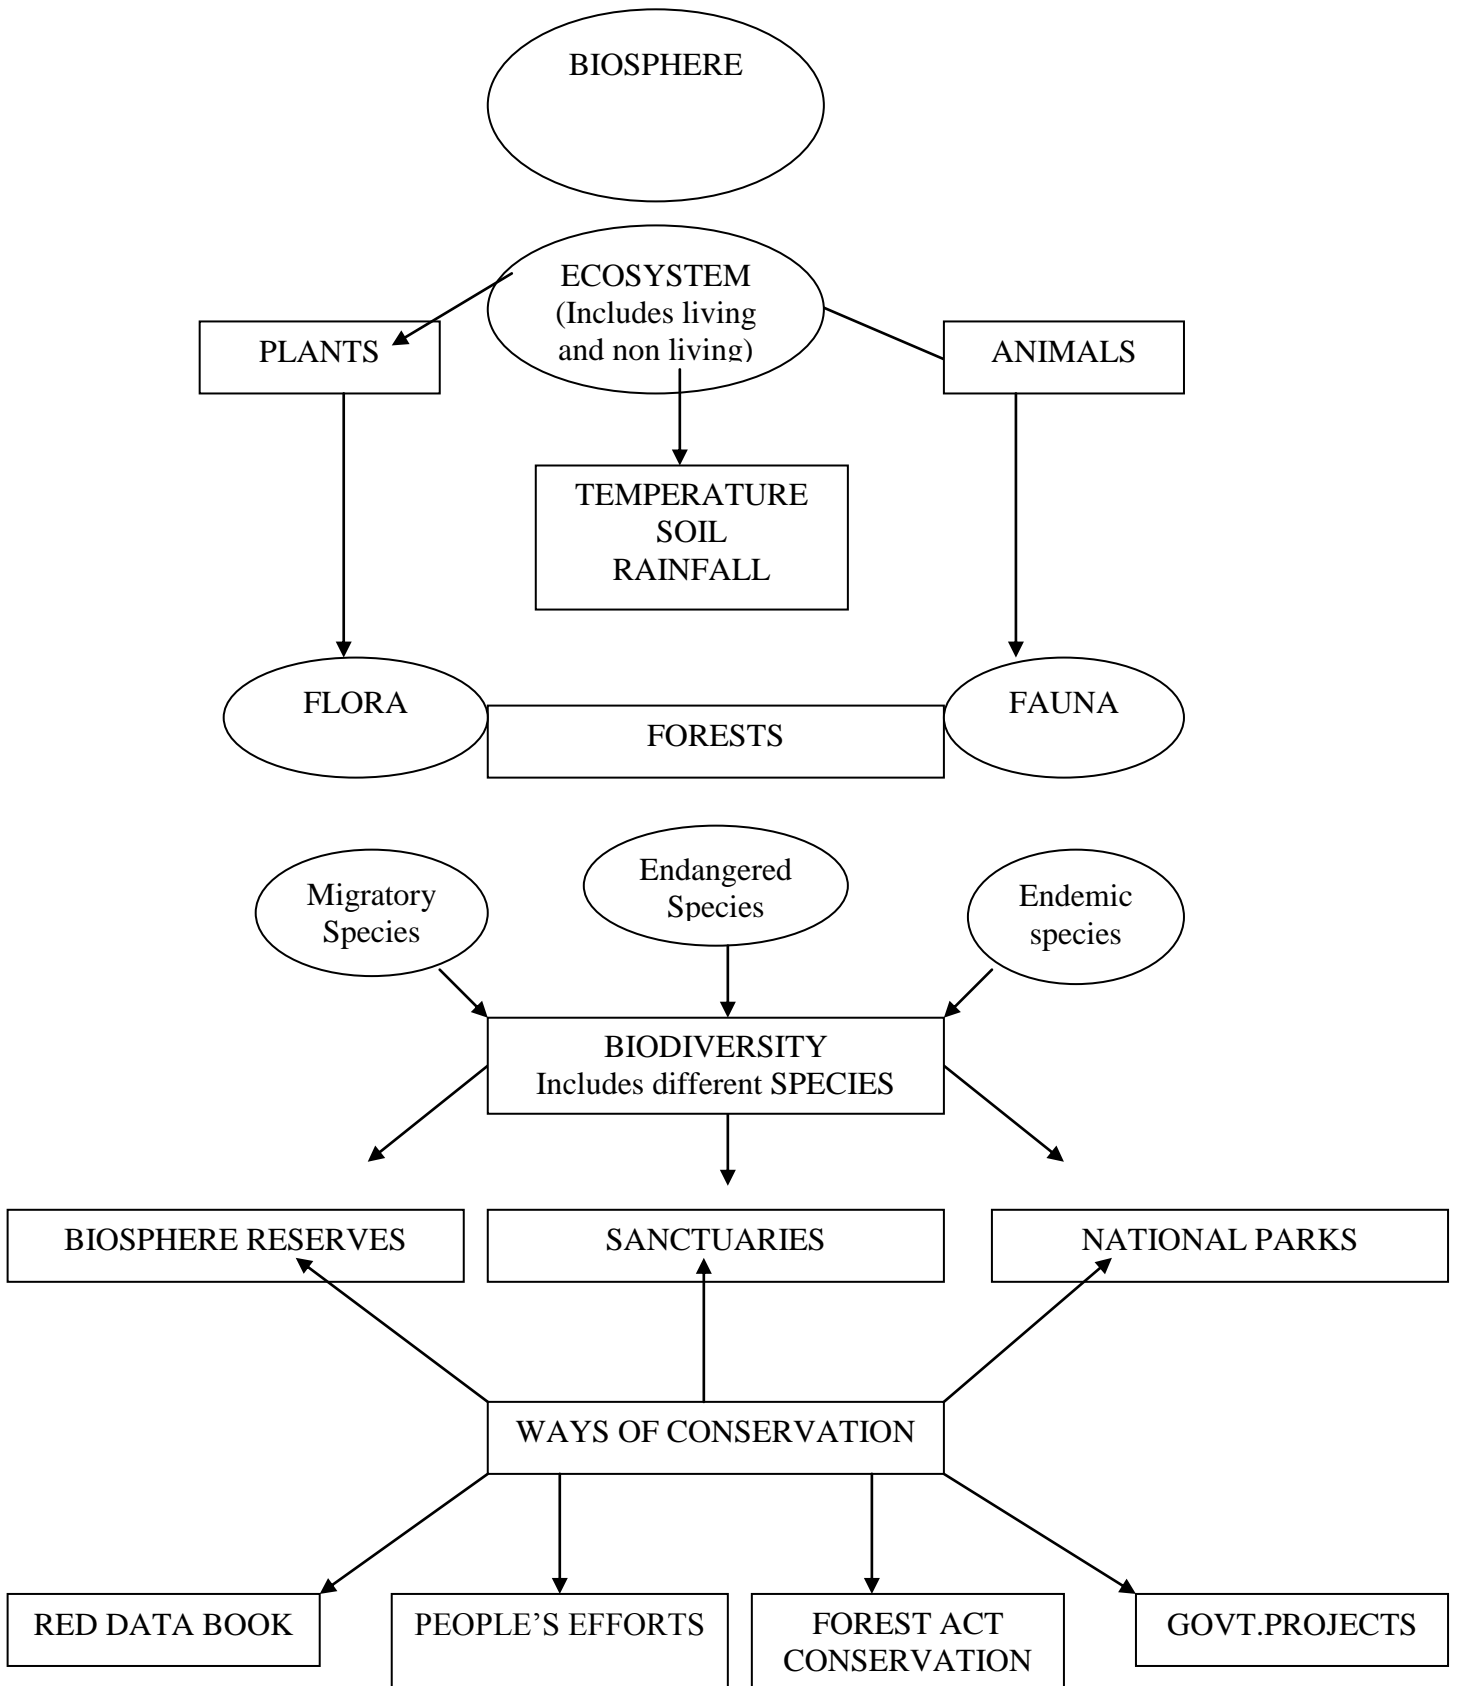 BIOSPHERE
ECOSYSTEM
(Includes living
and non living)
PLANTS
ANIMALS
TEMPERATURE
SOIL
RAINFALL
FLORA
FORESTS
FAUNA
Migratory
Species
Endangered
Species
Endemic
species
BIODIVERSITY
Includes different SPECIES
BIOSPHERE RESERVES
SANCTUARIES
NATIONAL PARKS
WAYS OF CONSERVATION
RED DATA BOOK
PEOPLE'S EFFORTS
FOREST ACT
CONSERVATION
GOVT.PROJECTS